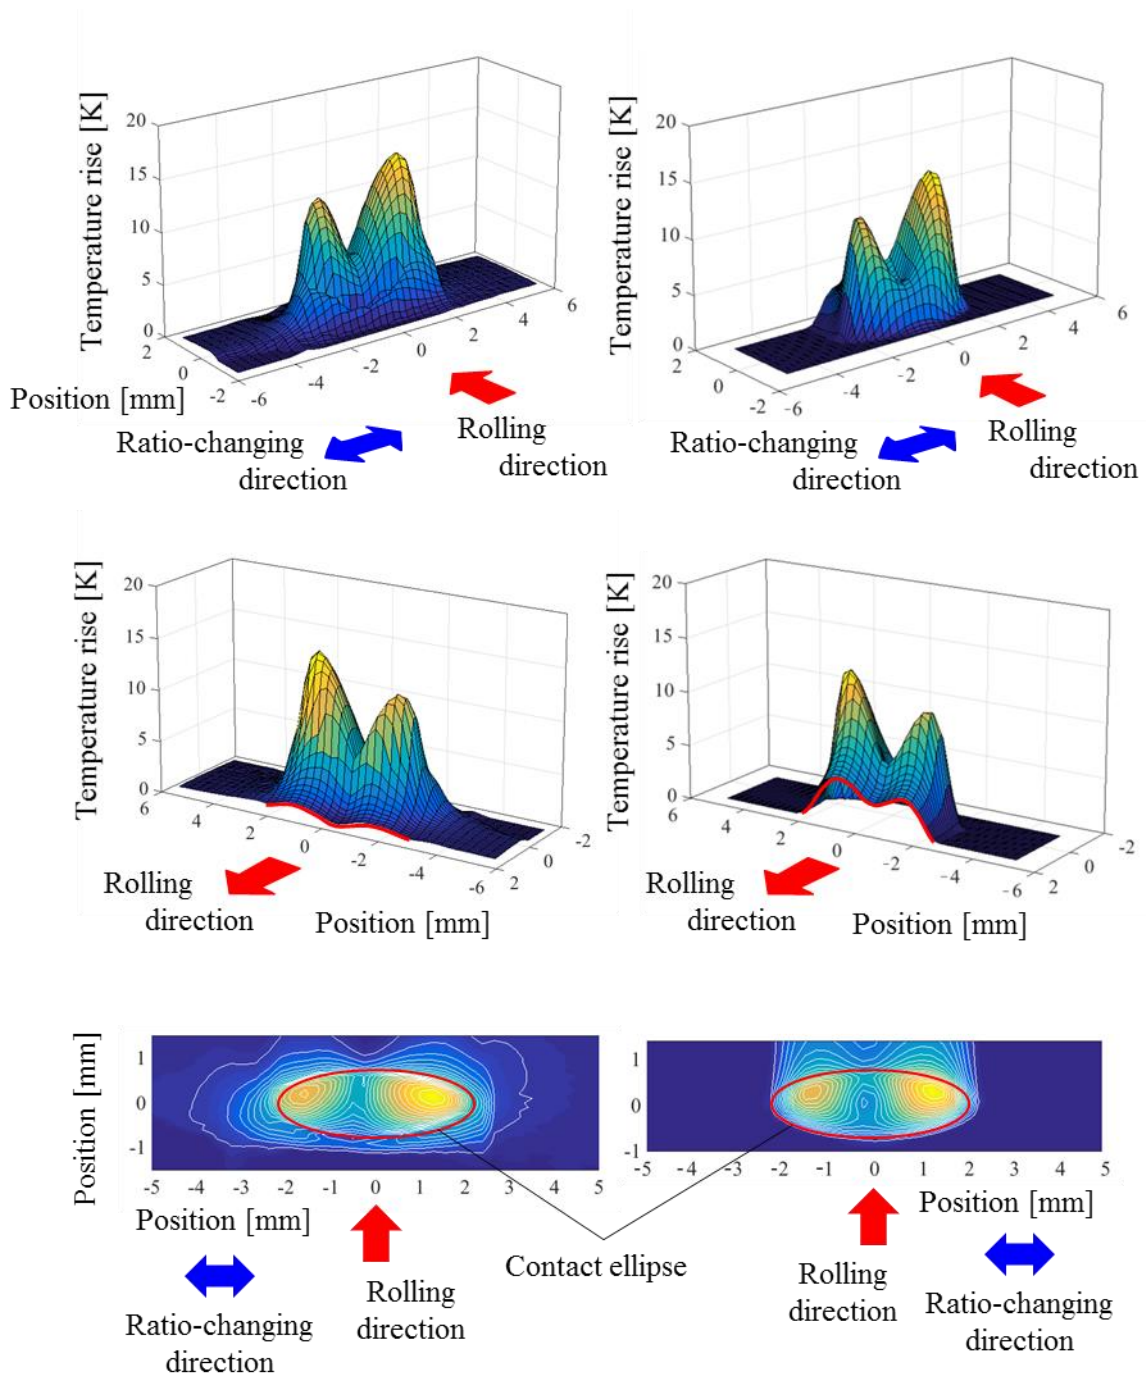 Temperature rise [K]
20
15
10
5
0
2
0
-2
-6
-4
-2
0
2
4
6
Position [mm]
Ratio-changing
direction
Rolling
direction
Temperature rise [K]
20
15
10
5
0
2
0
-2
-6
-4
-2
0
2
4
6
Ratio-changing
direction
Rolling
direction
Temperature rise [K]
20
15
10
5
0
6
4
2
0
-2
-4
-6
2
0
-2
Rolling
direction
Position [mm]
Temperature rise [K]
20
15
10
5
0
6
4
2
0
-2
-4
-6
2
0
-2
Rolling
direction
Position [mm]
Position [mm]
1
0
-1
-5 -4 -3 -2 -1 0 1 2 3 4 5
Position [mm]
Ratio-changing
direction
Rolling
direction
Contact ellipse
1
0
-1
-5 -4 -3 -2 -1 0 1 2 3 4 5
Position [mm]
Rolling
direction
Ratio-changing
direction